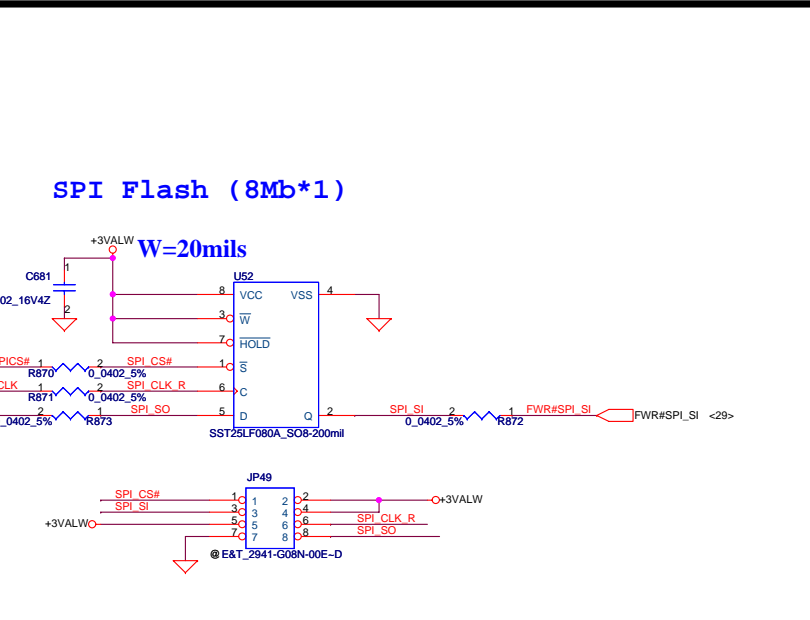 SPI Flash (8Mb*1)
+3VALW
W=20mils
C681
1
2
02_16V4Z
U52
8 VCC VSS 4
3 W
7 HOLD
PICS# 1 R870 2 0_0402_5% SPI_CS# 1 S
CLK 1 R871 2 0_0402_5% SPI_CLK_R 6 C
_0402_5% 2 1 R873 SPI_SO 5 D Q 2 SPI_SI 2 0_0402_5% 1 R872 FWR#SPI_SI FWR#SPI_SI <29>
SST25LF080A_SO8-200mil
JP49
SPI_CS# 1 1 2 2 +3VALW
SPI_SI 3 3 4 4
+3VALW 5 5 6 6 SPI_CLK_R
7 7 8 8 SPI_SO
@E&T_2941-G08N-00E~D